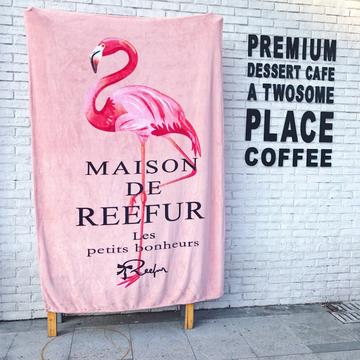 MAISON
DE
REEFUR
Les
petits bonheurs
Reefur
PREMIUM
DESSERT CAFE
A TWOSOME
PLACE
COFFEE